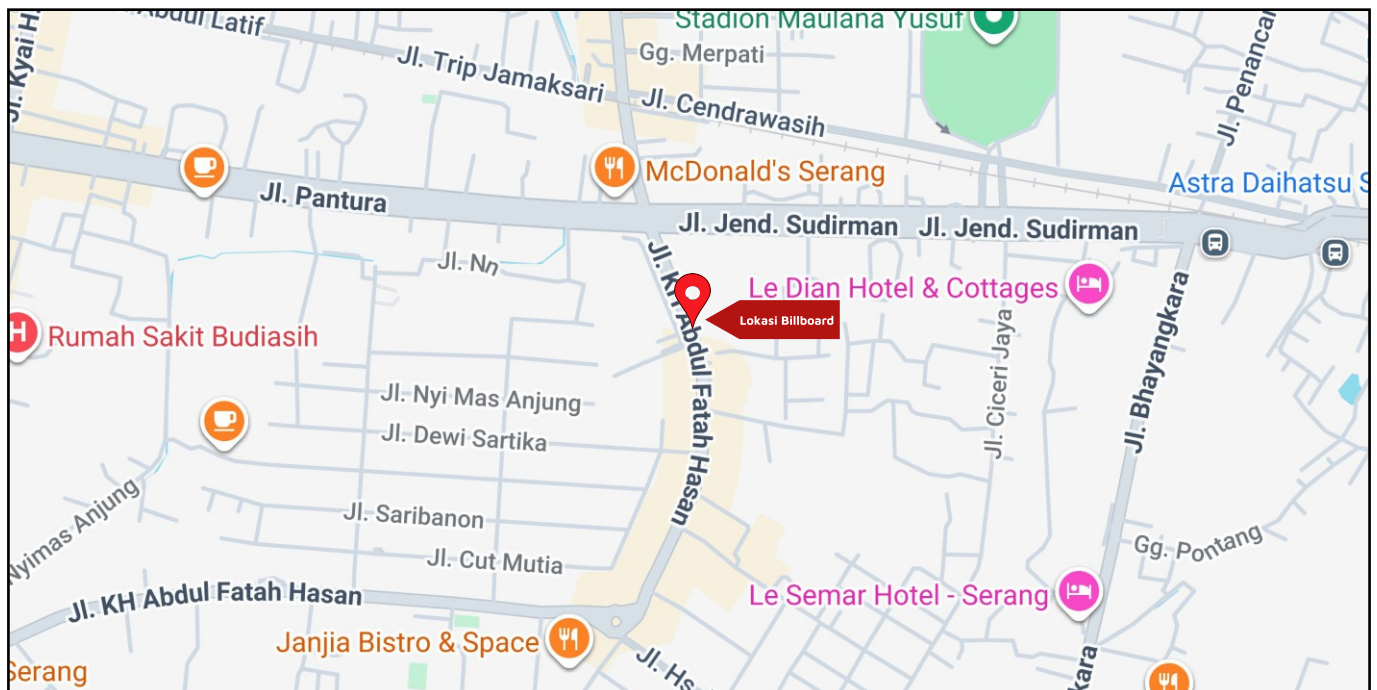 Abdul Latif
Jl. Kyai H.
Jl. Trip Jamaksari
Stadion Maulana Yusuf
Gg. Merpati
Jl. Cendrawasih
Jl. Penancar
McDonald's Serang
Astra Daihatsu S
Jl. Pantura
Jl. Jend. Sudirman
Jl. Jend. Sudirman
Jl. Nn
Le Dian Hotel & Cottages
Lokasi Billboard
H
Rumah Sakit Budiasih
Jl. KH Abdul Fatah Hasan
Jl. Ciceri Jaya
Jl. Bhayangkara
Jl. Nyi Mas Anjung
Jl. Dewi Sartika
Jl. Saribanon
Nyimas Anjung
Jl. Cut Mutia
Gg. Pontang
Jl. KH Abdul Fatah Hasan
Le Semar Hotel - Serang
Janjia Bistro & Space
Jl. Hs
kara
Serang